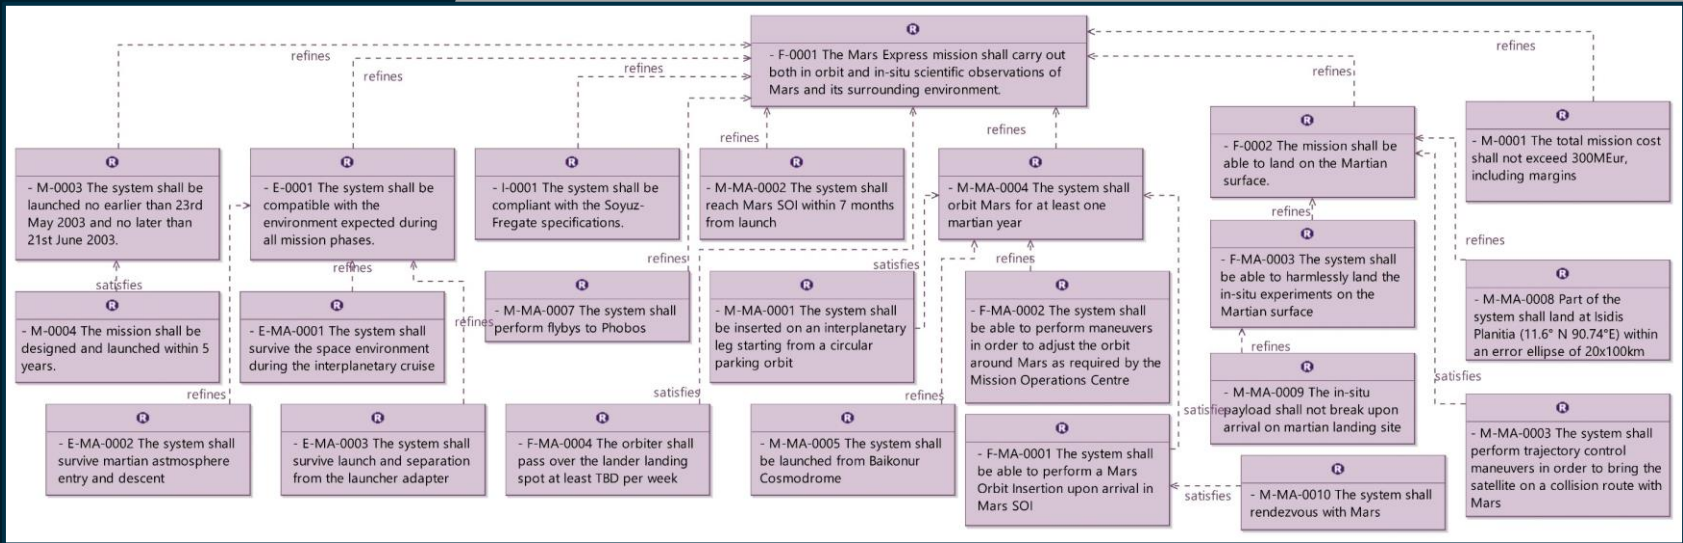 R
- F-0001 The Mars Express mission shall carry out
both in orbit and in-situ scientific observations of
Mars and its surrounding environment.
refines
refines
refines
refines
refines
refines
refines
R
- M-0003 The system shall be
launched no earlier than 23rd
May 2003 and no later than
21st June 2003.
R
- E-0001 The system shall be
compatible with the
environment expected during
all mission phases.
R
- I-0001 The system shall be
compliant with the Soyuz-
Fregate specifications.
R
- M-MA-0002 The system shall
reach Mars SOI within 7 months
from launch
R
- M-MA-0004 The system shall
orbit Mars for at least one
martian year
R
- F-0002 The mission shall be
able to land on the Martian
surface.
R
- M-0001 The total mission cost
shall not exceed 300MEur,
including margins
satisfies
refines
refines
refines
satisfies
refines
refines
refines
R
- M-0004 The mission shall be
designed and launched within 5
years.
R
- E-MA-0001 The system shall
survive the space environment
during the interplanetary cruise
R
- M-MA-0007 The system shall
perform flybys to Phobos
R
- M-MA-0001 The system shall
be inserted on an interplanetary
leg starting from a circular
parking orbit
R
- F-MA-0002 The system shall
be able to perform maneuvers
in order to adjust the orbit
around Mars as required by the
Mission Operations Centre
R
- F-MA-0003 The system shall
be able to harmlessly land the
in-situ experiments on the
Martian surface
R
- M-MA-0008 Part of the
system shall land at Isidis
Planitia (11.6° N 90.74°E) within
an error ellipse of 20x100km
refines
satisfies
refines
satisfies
refines
satisfies
R
- E-MA-0002 The system shall
survive martian astmosphere
entry and descent
R
- E-MA-0003 The system shall
survive launch and separation
from the launcher adapter
R
- F-MA-0004 The orbiter shall
pass over the lander landing
spot at least TBD per week
R
- M-MA-0005 The system shall
be launched from Baikonur
Cosmodrome
R
- F-MA-0001 The system shall
be able to perform a Mars
Orbit Insertion upon arrival in
Mars SOI
R
- M-MA-0009 The in-situ
payload shall not break upon
arrival on martian landing site
R
- M-MA-0003 The system shall
perform trajectory control
maneuvers in order to bring the
satellite on a collision route with
Mars
satisfies
R
- M-MA-0010 The system shall
rendezvous with Mars